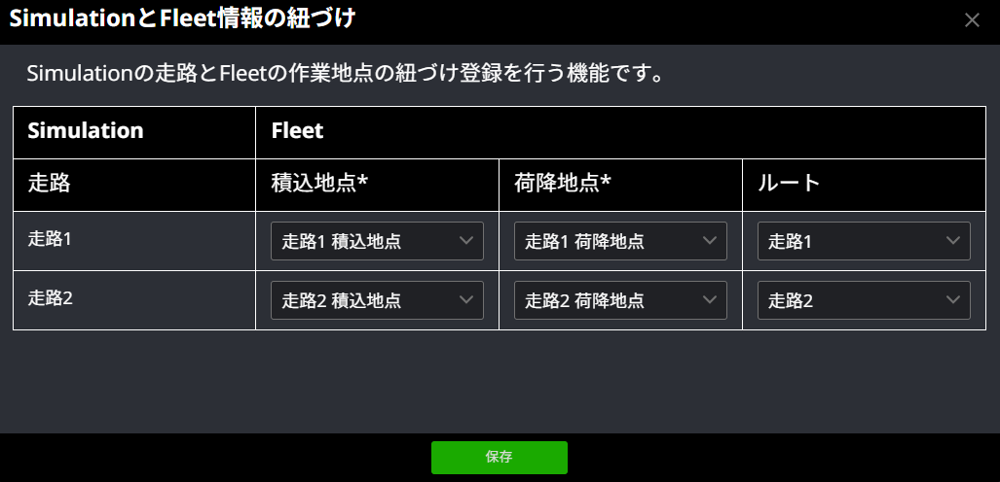 SimulationとFleet情報の紐づけ
Simulationの走路とFleetの作業地点の紐づけ登録を行う機能です。
Simulation Fleet
走路 積込地点* 荷降地点* ルート
走路1 走路1 積込地点 走路1 荷降地点 走路1
走路2 走路2 積込地点 走路2 荷降地点 走路2
保存